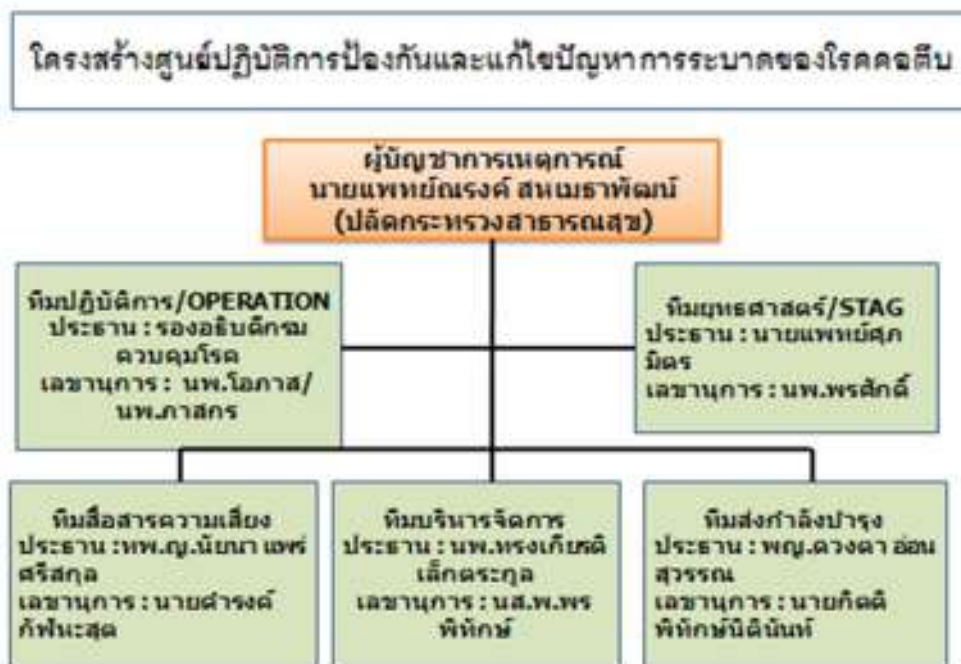 โครงสร้างศูนย์ปฏิบัติการป้องกันและแก้ไขปัญหาการระบาดของโรคคอตีบ
ผู้บัญชาการเหตุการณ์
นายแพทย์ณรงค์ สหเมธาพัฒน์
(ปลัดกระทรวงสาธารณสุข)
ทีมปฏิบัติการ/OPERATION
ประธาน : รองอธิบดีกรม
ควบคุมโรค
เลขานุการ : นพ.โอภาส/
นพ.ภาสกร
ทีมยุทธศาสตร์/STAG
ประธาน : นายแพทย์ศุภ
มิตร
เลขานุการ : นพ.พรศักดิ์
ทีมสื่อสารความเสี่ยง
ประธาน :ทพ.ญ.นัยนา แพร่
ศรีสกุล
เลขานุการ : นายดำรงค์
ทีมบริหารจัดการ
ประธาน : นพ.ทรงเกียรติ
เล็กตระกูล
เลขานุการ : นส.พ.พร
พิทักษ์
ทีมส่งกำลังบำรุง
ประธาน : พญ.ดวงตา อ่อน
สุวรรณ
เลขานุการ : นายกิตติ
พิทักษ์นิตินันท์